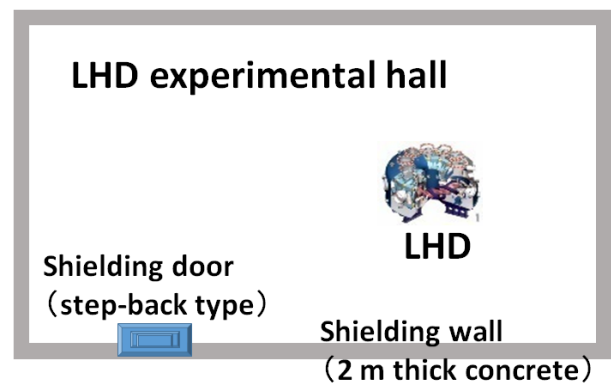 LHD experimental hall
LHD
Shielding door
（step-back type）
Shielding wall
（2 m thick concrete）